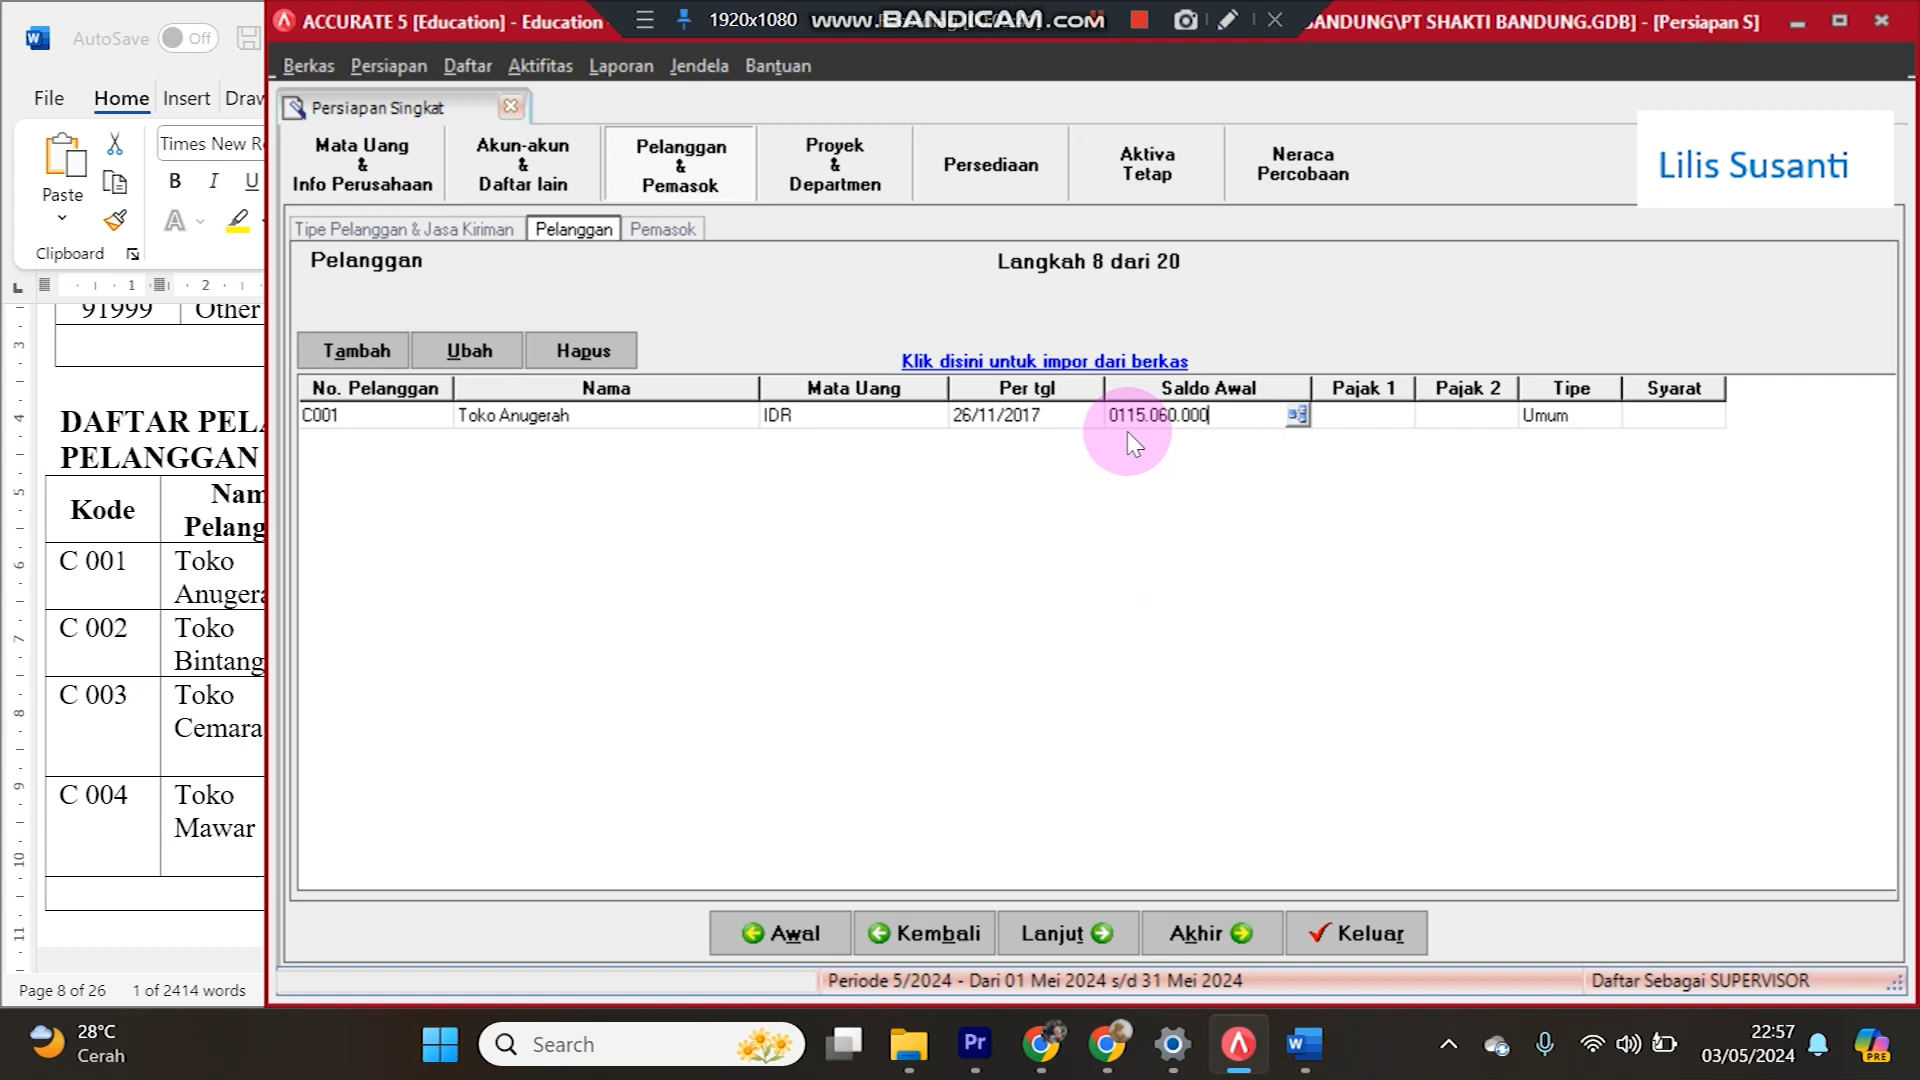 AutoSave Off
File Home Insert Draw
Times New Ro
Paste
B I U
A
Clipboard
91999 Other
DAFTAR PELA
PELANGGAN
Kode Nam
Pelang
C 001 Toko
Anugera
C 002 Toko
Bintang
C 003 Toko
Cemara
C 004 Toko
Mawar
Page 8 of 26 1 of 2414 words
ACCURATE 5 [Education] - Education
1920x1080 www.BANDICAM.com
BANDUNG\PT SHAKTI BANDUNG.GDB] - [Persiapan S]
Berkas Persiapan Daftar Aktifitas Laporan Jendela Bantuan
Persiapan Singkat
Mata Uang
&
Info Perusahaan
Akun-akun
&
Daftar lain
Pelanggan
&
Pemasok
Proyek
&
Departmen
Persediaan
Aktiva
Tetap
Neraca
Percobaan
Lilis Susanti
Tipe Pelanggan & Jasa Kiriman Pelanggan Pemasok
Pelanggan Langkah 8 dari 20
Tambah Ubah Hapus
Klik disini untuk impor dari berkas
No. Pelanggan Nama Mata Uang Per tgl Saldo Awal Pajak 1 Pajak 2 Tipe Syarat
C001 Toko Anugerah IDR 26/11/2017 0115.060.000 Umum
Awal Kembali Lanjut Akhir Keluar
Periode 5/2024 - Dari 01 Mei 2024 s/d 31 Mei 2024 Daftar Sebagai SUPERVISOR
28°C
Cerah
Search
Pr
22:57
03/05/2024
PRE